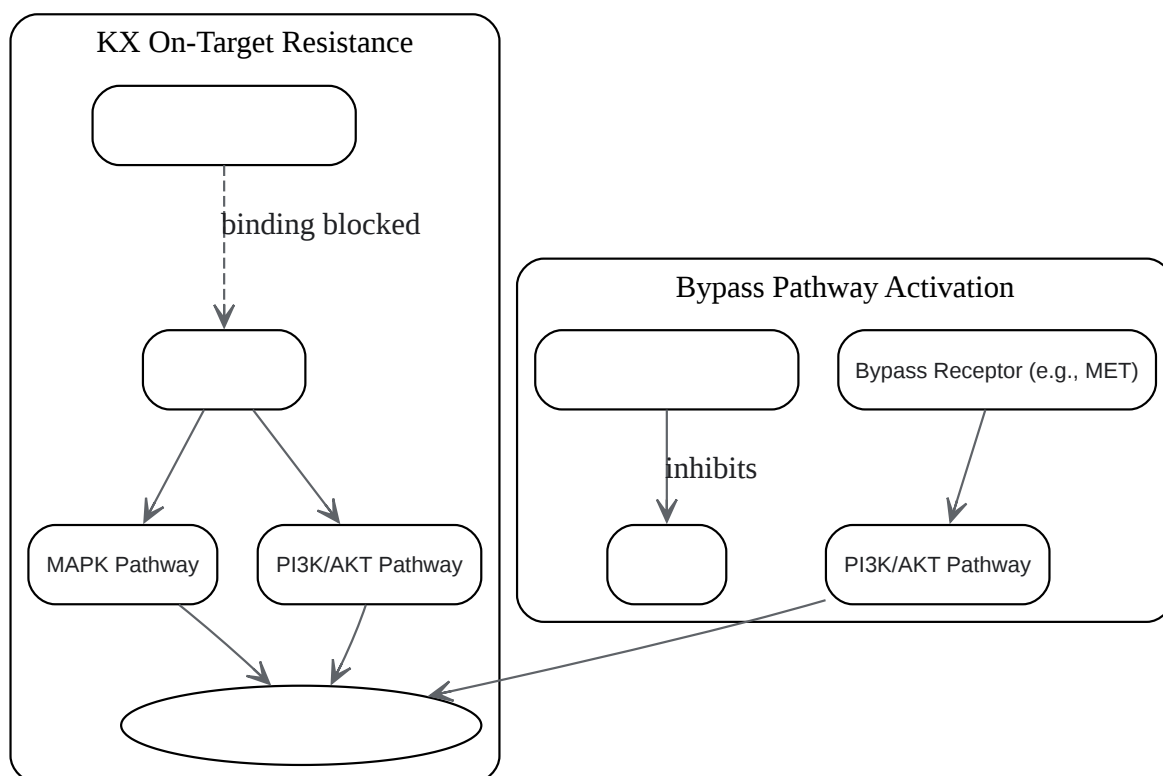 KX On-Target Resistance
binding blocked
Bypass Pathway Activation
Bypass Receptor (e.g., MET)
inhibits
MAPK Pathway
PI3K/AKT Pathway
PI3K/AKT Pathway